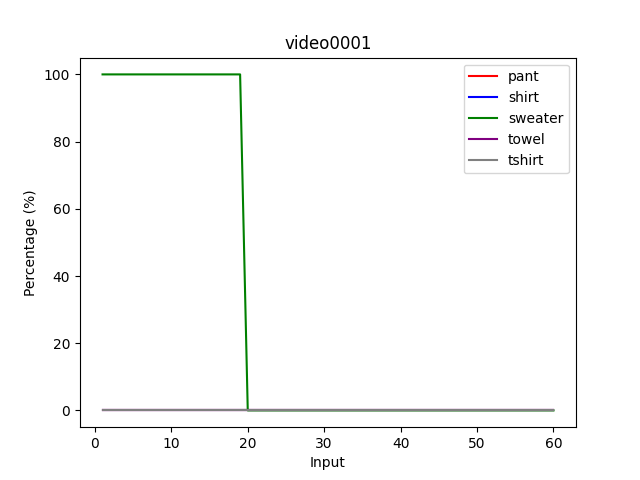 video0001
100
80
60
40
20
0
Percentage (%)
0 10 20 30 40 50 60
Input
pant
shirt
sweater
towel
tshirt